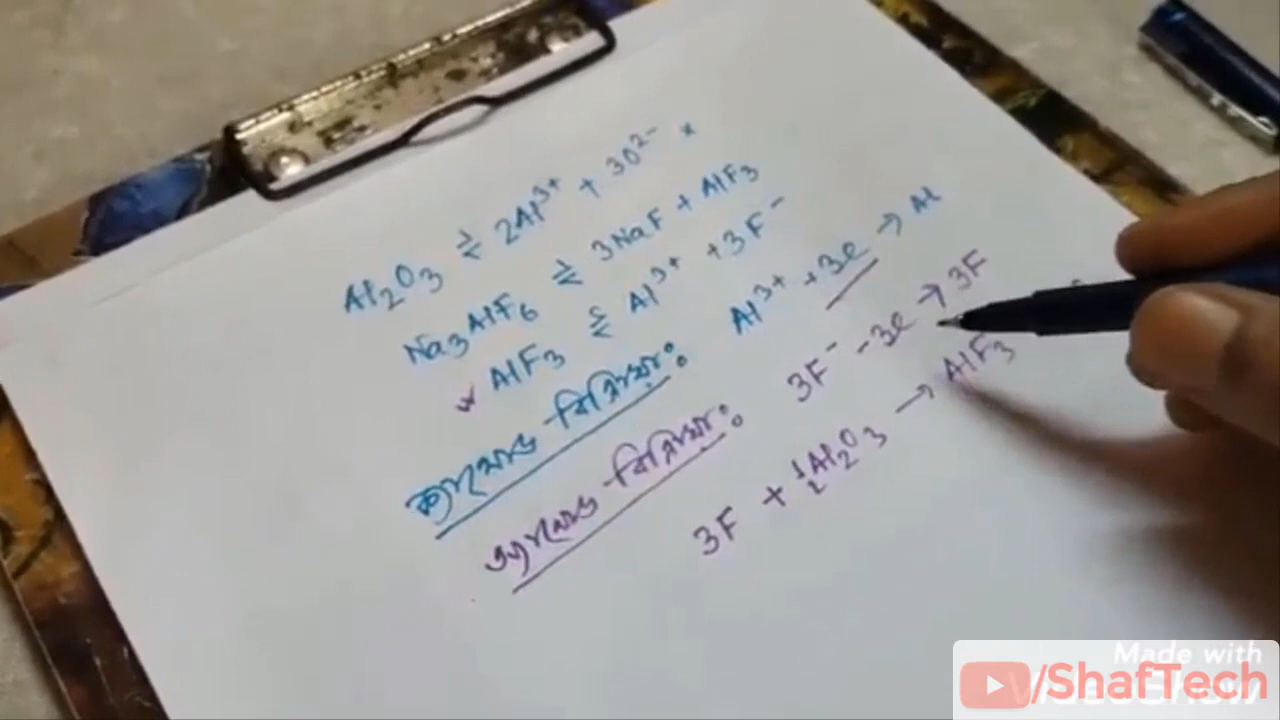 Al₂O₃ ⇌ 2Al³⁺ + 3O²⁻ ×
Na₃AlF₆ ⇌ 3NaF + AlF₃
AlF₃ ⇌ Al³⁺ + 3F⁻
ক্যাথোড বিক্রিয়া: Al³⁺ + 3e → Al
অ্যানোড বিক্রিয়া: 3F⁻ - 3e → 3F
3F + ½Al₂O₃ → AlF₃
Made with
/ShafTech